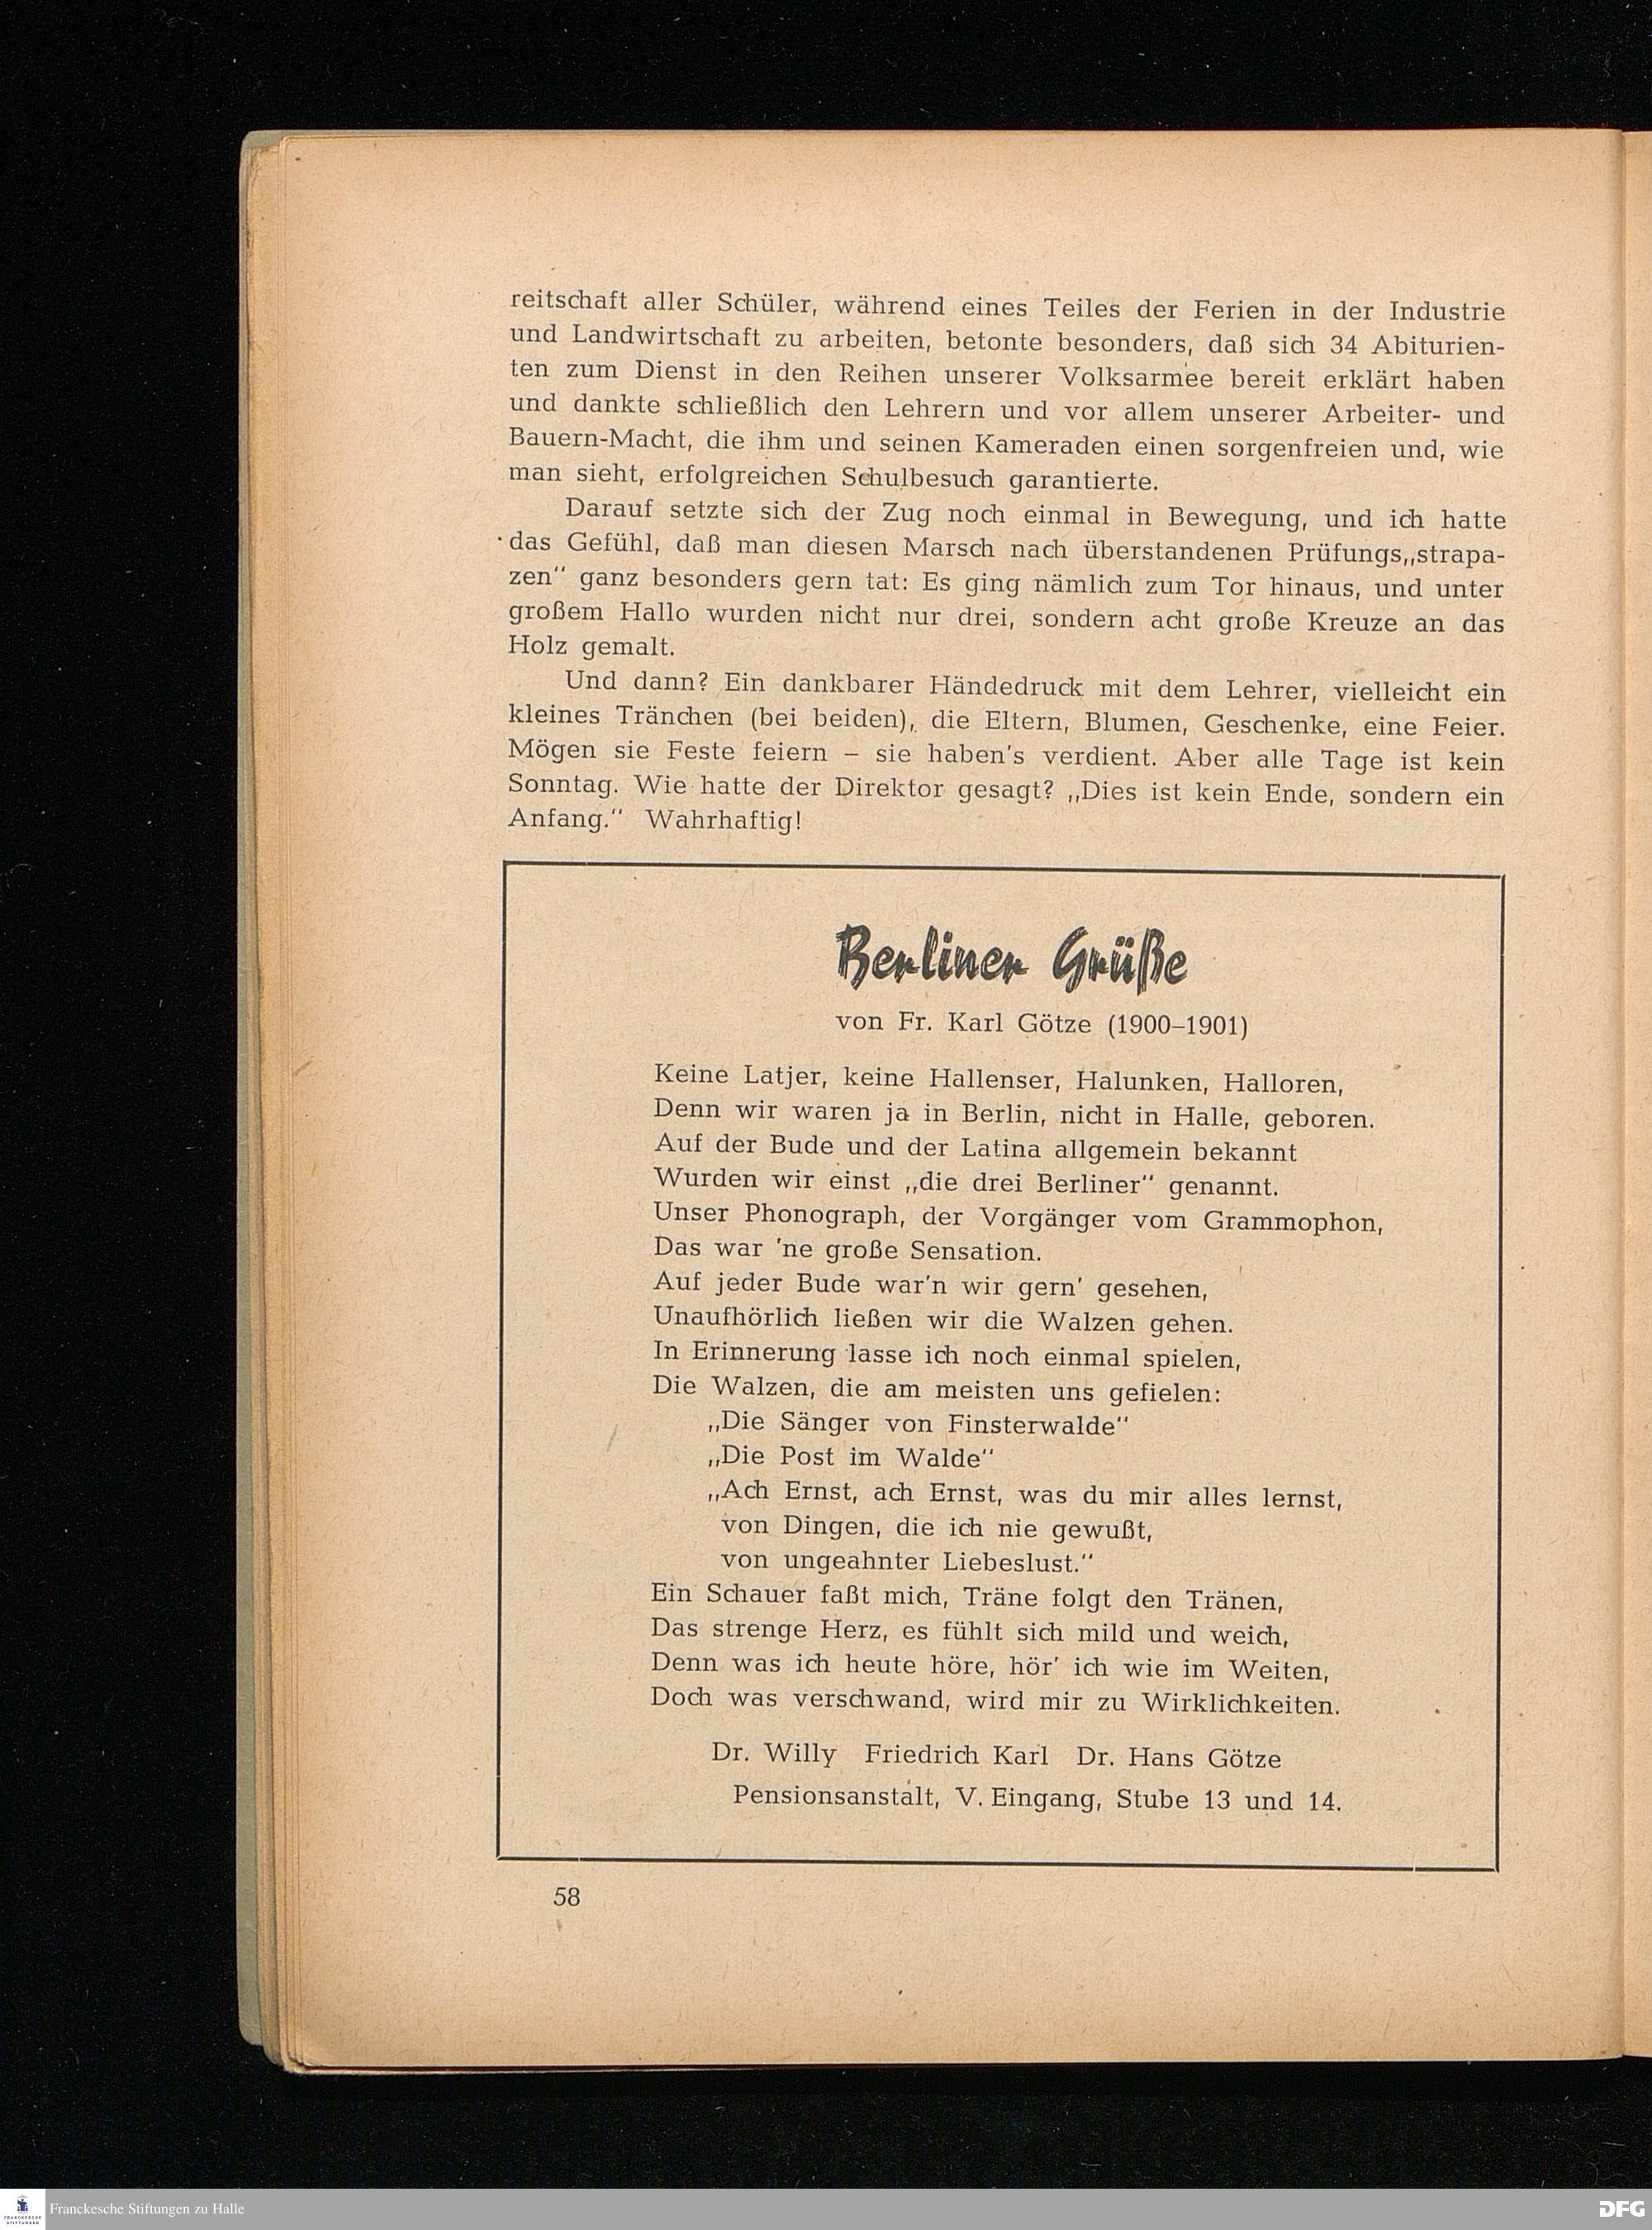 reitschaft aller Schüler, während eines Teiles der Ferien in der Industrie
und Landwirtschaft zu arbeiten, betonte besonders, daß sich 34 Abiturien-
ten zum Dienst in den Reihen unserer Volksarmee bereit erklärt haben
und dankte schließlich den Lehrern und vor allem unserer Arbeiter- und
Bauern-Macht, die ihm und seinen Kameraden einen sorgenfreien und, wie
man sieht, erfolgreichen Schulbesuch garantierte.
Darauf setzte sich der Zug noch einmal in Bewegung, und ich hatte
das Gefühl, daß man diesen Marsch nach überstandenen Prüfungs„strapa-
zen“ ganz besonders gern tat: Es ging nämlich zum Tor hinaus, und unter
großem Hallo wurden nicht nur drei, sondern acht große Kreuze an das
Holz gemalt.
Und dann? Ein dankbarer Händedruck mit dem Lehrer, vielleicht ein
kleines Tränchen (bei beiden), die Eltern, Blumen, Geschenke, eine Feier.
Mögen sie Feste feiern – sie haben's verdient. Aber alle Tage ist kein
Sonntag. Wie hatte der Direktor gesagt? „Dies ist kein Ende, sondern ein
Anfang.“ Wahrhaftig!
Berliner Grüße
von Fr. Karl Götze (1900–1901)
Keine Latjer, keine Hallenser, Halunken, Halloren,
Denn wir waren ja in Berlin, nicht in Halle, geboren.
Auf der Bude und der Latina allgemein bekannt
Wurden wir einst „die drei Berliner“ genannt.
Unser Phonograph, der Vorgänger vom Grammophon,
Das war 'ne große Sensation.
Auf jeder Bude war'n wir gern' gesehen,
Unaufhörlich ließen wir die Walzen gehen.
In Erinnerung lasse ich noch einmal spielen,
Die Walzen, die am meisten uns gefielen:
„Die Sänger von Finsterwalde“
„Die Post im Walde“
„Ach Ernst, ach Ernst, was du mir alles lernst,
von Dingen, die ich nie gewußt,
von ungeahnter Liebeslust.“
Ein Schauer faßt mich, Träne folgt den Tränen,
Das strenge Herz, es fühlt sich mild und weich,
Denn was ich heute höre, hör' ich wie im Weiten,
Doch was verschwand, wird mir zu Wirklichkeiten.
Dr. Willy Friedrich Karl Dr. Hans Götze
Pensionsanstalt, V. Eingang, Stube 13 und 14.
58
FRANCKESCHE
STIFTUNGEN
Franckesche Stiftungen zu Halle
DFG